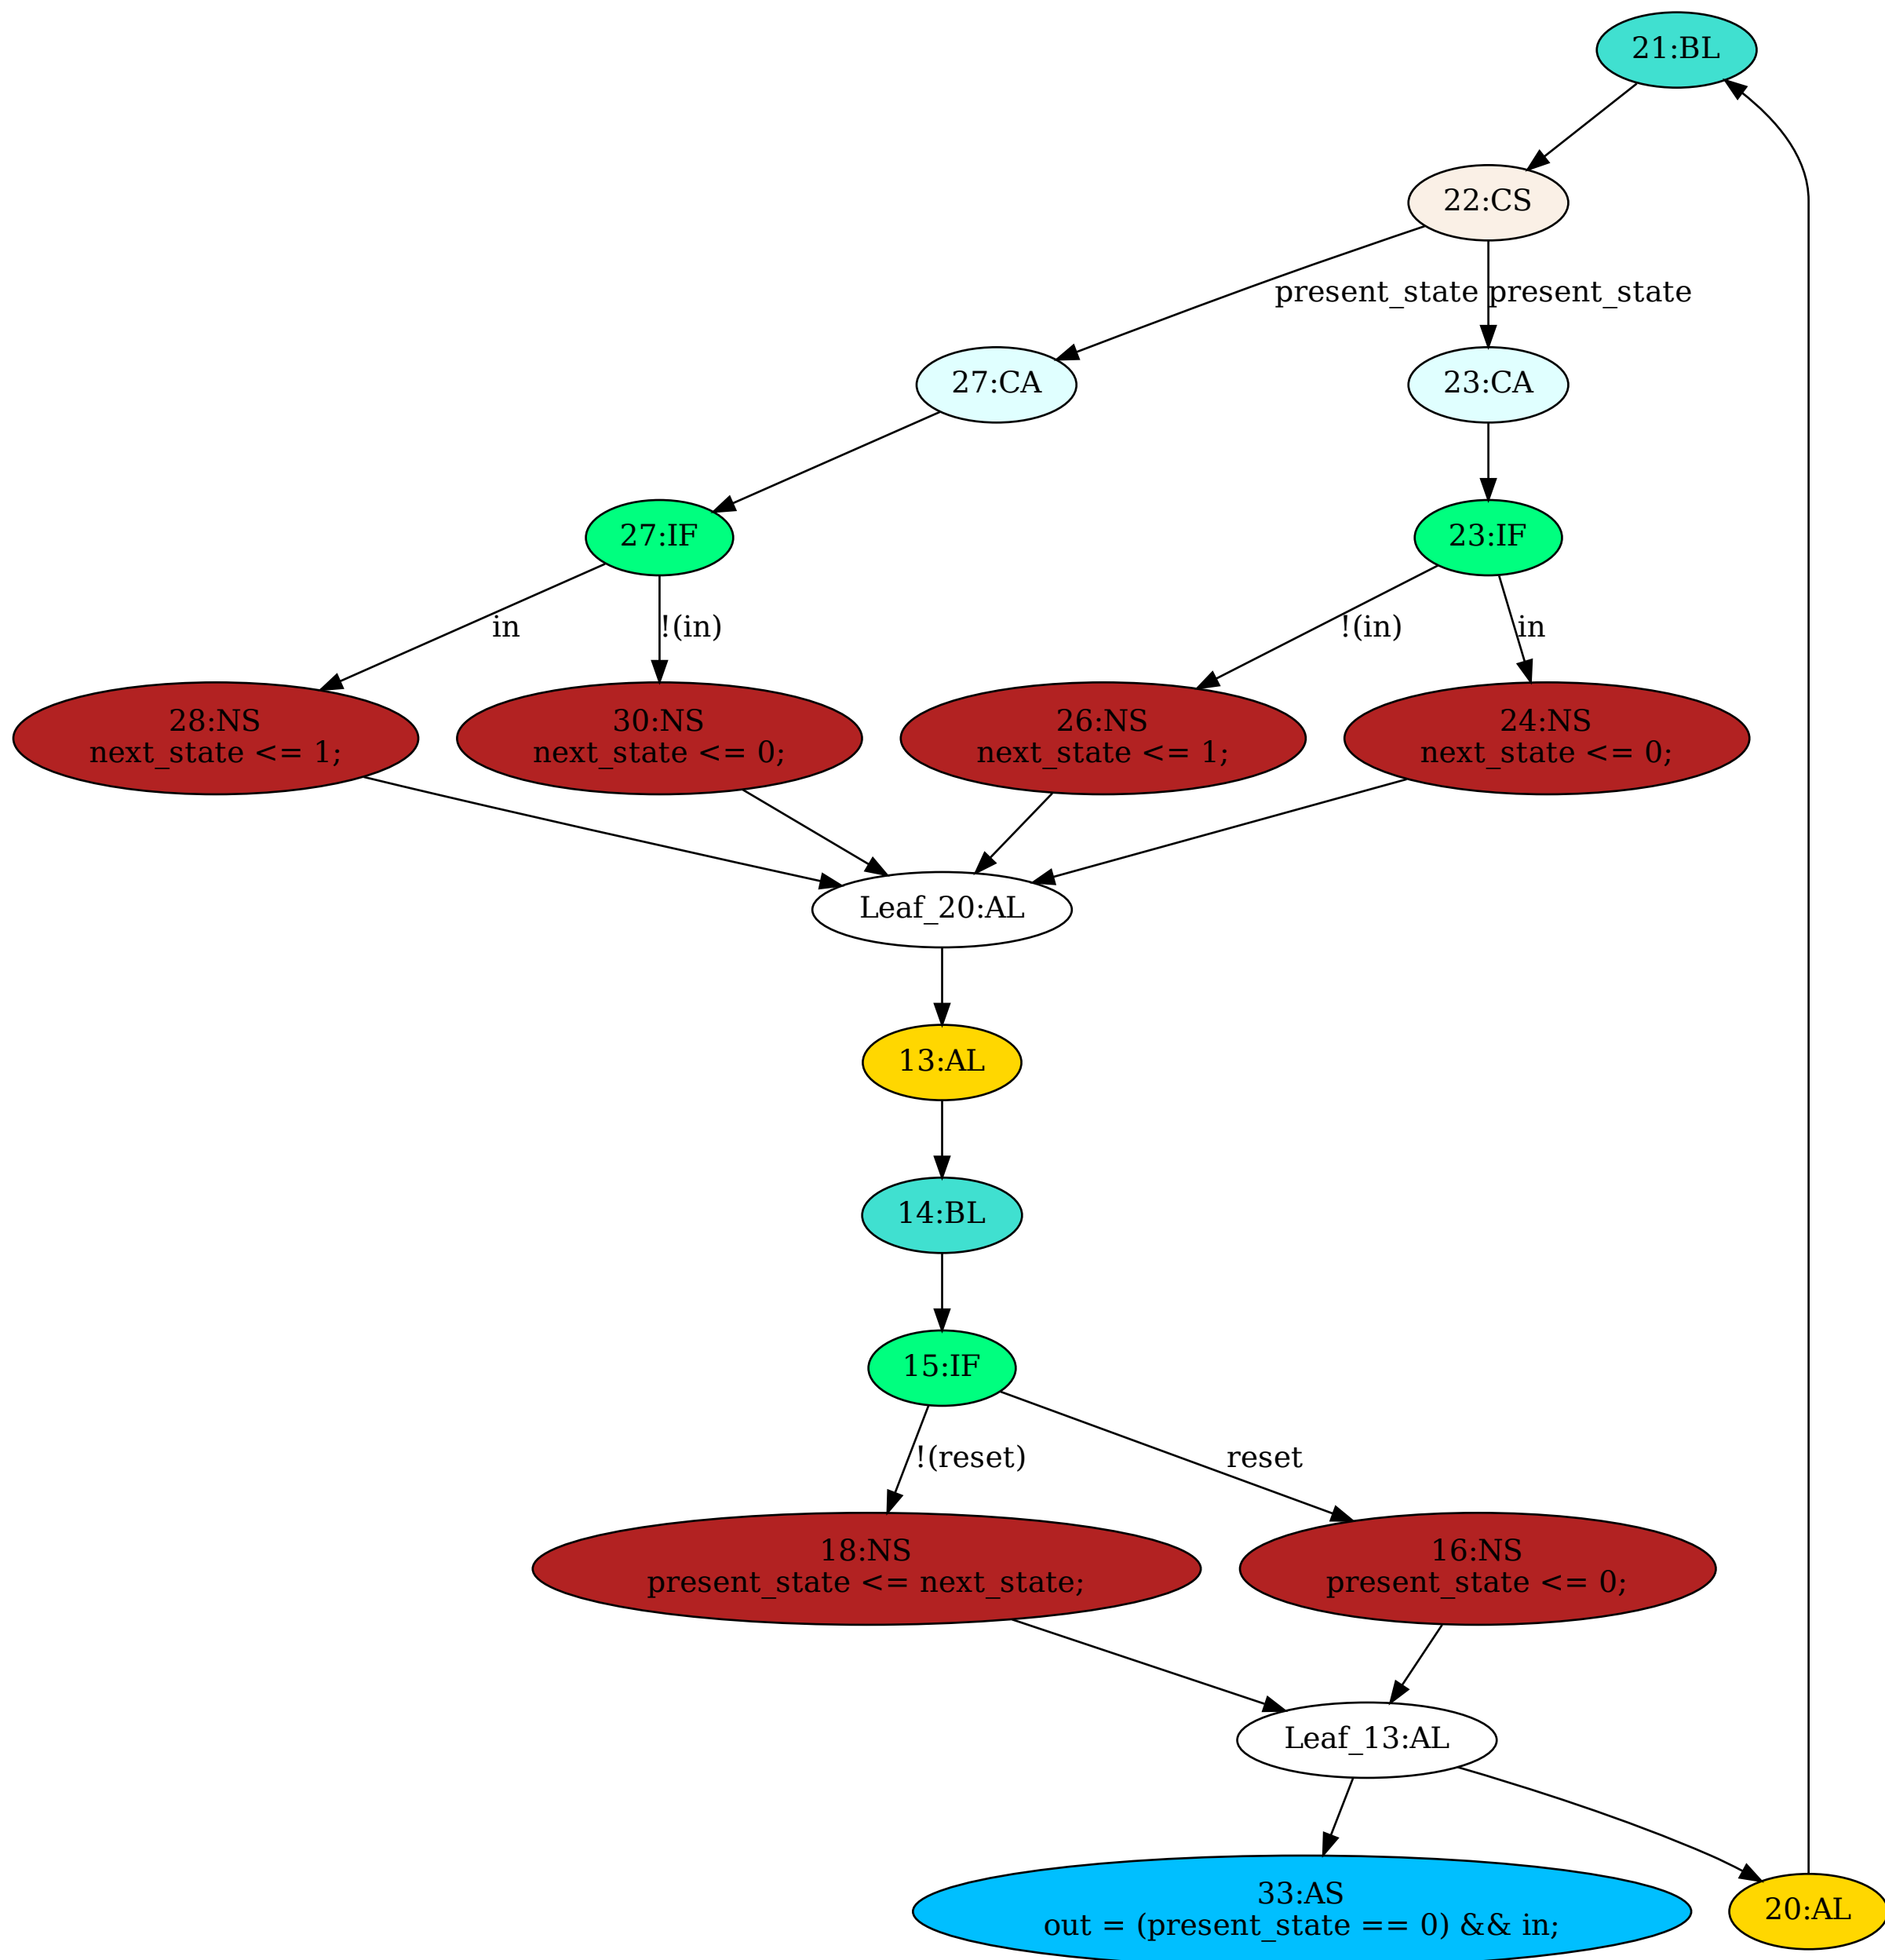 21:BL
22:CS
present_state
present_state
27:CA
23:CA
27:IF
23:IF
in
!(in)
!(in)
in
28:NS
next_state <= 1;
30:NS
next_state <= 0;
26:NS
next_state <= 1;
24:NS
next_state <= 0;
Leaf_20:AL
13:AL
14:BL
15:IF
!(reset)
reset
18:NS
present_state <= next_state;
16:NS
present_state <= 0;
Leaf_13:AL
33:AS
out = (present_state == 0) && in;
20:AL